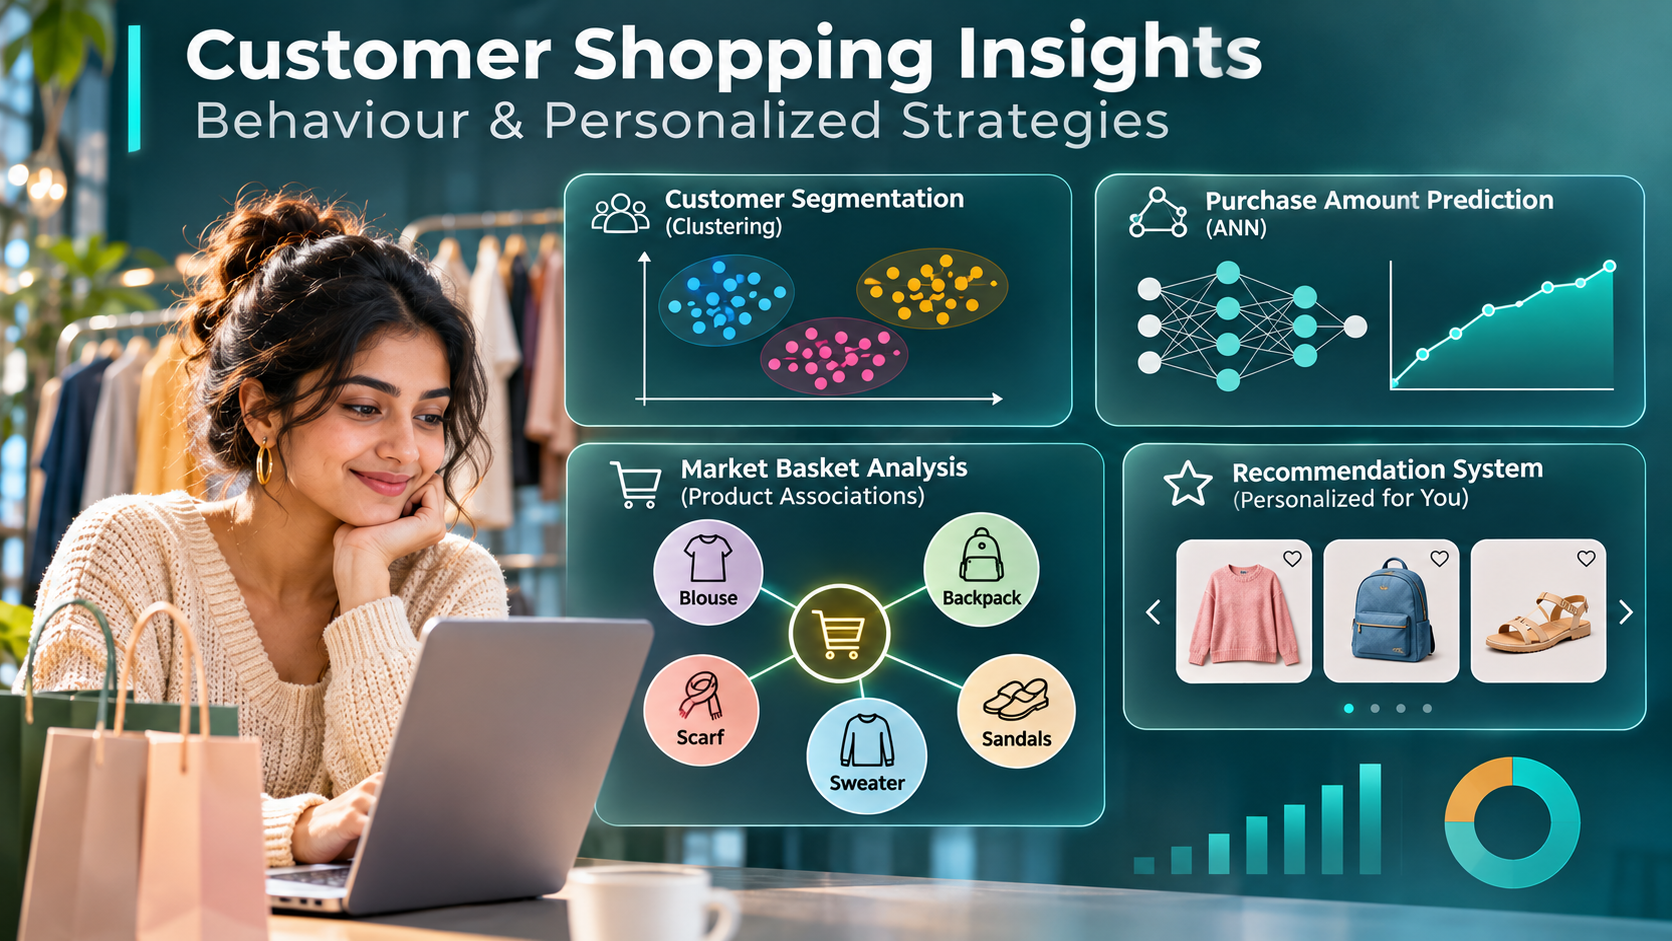 Customer Shopping Insights
Behaviour & Personalized Strategies
Customer Segmentation
(Clustering)
Purchase Amount Prediction
(ANN)
Market Basket Analysis
(Product Associations)
Blouse
Backpack
Scarf
Sweater
Sandals
Recommendation System
(Personalized for You)